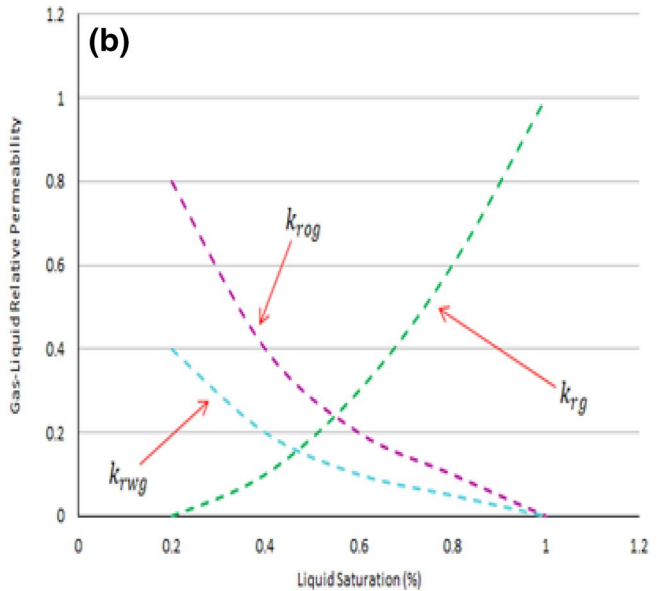 (b)
Gas-Liquid Relative Permeability
1.2
1
0.8
0.6
0.4
0.2
0
k_rog
k_rg
k_rwg
0 0.2 0.4 0.6 0.8 1 1.2
Liquid Saturation (%)